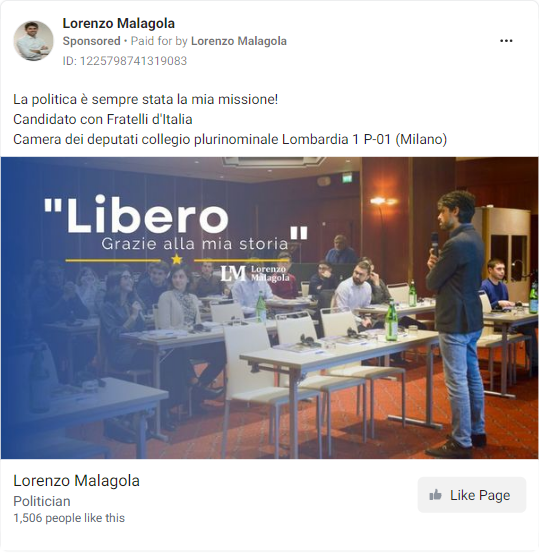 Lorenzo Malagola
Sponsored • Paid for by Lorenzo Malagola
ID: 1225798741319083
La politica è sempre stata la mia missione!
Candidato con Fratelli d'Italia
Camera dei deputati collegio plurinominale Lombardia 1 P-01 (Milano)
"Libero
Grazie alla mia storia"
LM Lorenzo
Malagola
Lorenzo Malagola
Politician
1,506 people like this
Like Page